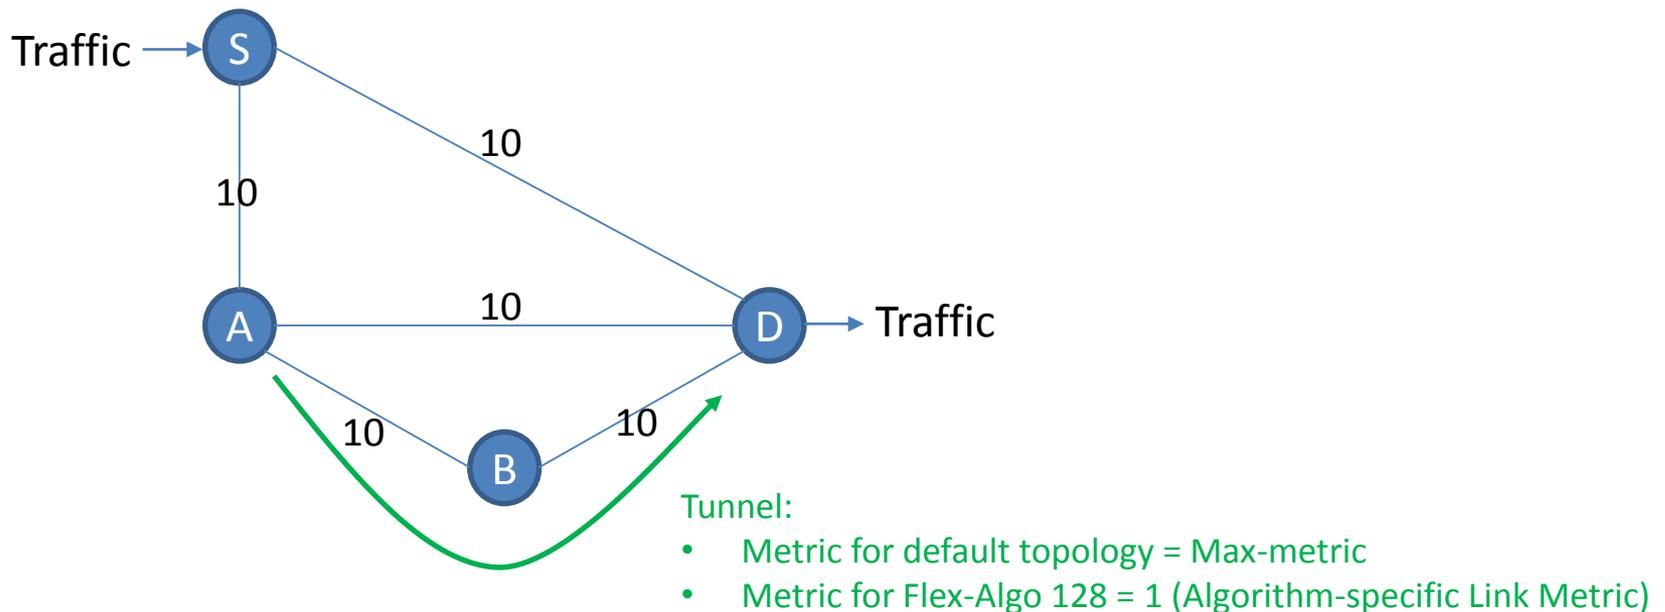 Traffic
S
10
10
A
10
D
Traffic
10
10
B
Tunnel:
• Metric for default topology = Max-metric
• Metric for Flex-Algo 128 = 1 (Algorithm-specific Link Metric)